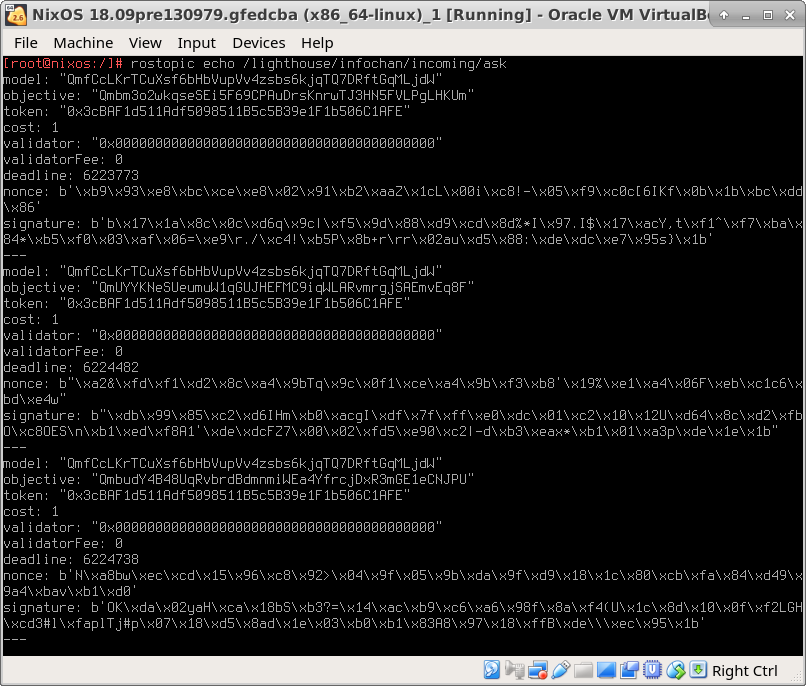 NixOS 18.09pre130979.gfedcba (x86_64-linux)_1 [Running] - Oracle VM VirtualBo
File Machine View Input Devices Help
[root@nixos:/]# rostopic echo /lighthouse/infochan/incoming/ask
model: "QmfCcLKrTCuXsf6bHbVupVv4zsbs6kjqTQ7DRftGqMLjdW"
objective: "Qmbm3o2wkqseSEi5F69CPAuDrsKnrwTJ3HN5FVLPgLHKUm"
token: "0x3cBAF1d511Adf5098511B5c5B39e1F1b506C1AFE"
cost: 1
validator: "0x0000000000000000000000000000000000000000"
validatorFee: 0
deadline: 6223773
nonce: b'\xb9\x93\xe8\xbc\xce\xe8\x02\x91\xb2\xaaZ\x1cL\x00i\xc8!-\x05\xf9\xc0c[6IKf\x0b\x1b\xbc\xdd
\x86'
signature: b'b\x17\x1a\x8c\x0c\xd6q\x9c|\xf5\x9d\x88\xd9\xcd\x8d%*I\x97.I$\x17\xacY,t\xf1^\xf7\xba\x
84*\xb5\xf0\x03\xaf\x06=\xe9\r./\xc4!\xb5P\x8b+r\rr\x02au\xd5\x88:\xde\xdc\xe7\x95s}\x1b'
---
model: "QmfCcLKrTCuXsf6bHbVupVv4zsbs6kjqTQ7DRftGqMLjdW"
objective: "QmUYYKNeSUeumuW1qGUJHEFMC9iqWLARvmrgjSAEmvEq8F"
token: "0x3cBAF1d511Adf5098511B5c5B39e1F1b506C1AFE"
cost: 1
validator: "0x0000000000000000000000000000000000000000"
validatorFee: 0
deadline: 6224482
nonce: b"\xa2&\xfd\xf1\xd2\x8c\xa4\x9bTq\x9c\x0f1\xce\xa4\x9b\xf3\xb8'\x19%\xe1\xa4\x06F\xeb\xc1c6\x
bd\xe4w"
signature: b"\xdb\x99\x85\xc2\xd6IHm\xb0\xacgI\xdf\x7f\xff\xe0\xdc\x01\xc2\x10\x12U\xd64\x8c\xd2\xfb
O\xc8OES\n\xb1\xed\xf8A1'\xde\xdcFZ7\x00\x02\xfd5\xe90\xc2|-d\xb3\xeax*\xb1\x01\xa3p\xde\x1e\x1b"
---
model: "QmfCcLKrTCuXsf6bHbVupVv4zsbs6kjqTQ7DRftGqMLjdW"
objective: "QmbudY4B48UqRvbrdBdmnmiWEa4YfrcjDxR3mGE1eCNJPU"
token: "0x3cBAF1d511Adf5098511B5c5B39e1F1b506C1AFE"
cost: 1
validator: "0x0000000000000000000000000000000000000000"
validatorFee: 0
deadline: 6224738
nonce: b'N\xa8bw\xec\xcd\x15\x96\xc8\x92>\x04\x9f\x05\x9b\xda\x9f\xd9\x18\x1c\x80\xcb\xfa\x84\xd49\x
9a4\xbav\xb1\xd0'
signature: b'OK\xda\x02yaH\xca\x18bS\xb3?=\x14\xac\xb9\xc6\xa6\x98f\x8a\xf4(U\x1c\x8d\x10\x0f\xf2LGH
\xcd3#l\xfaplTj#p\x07\x18\xd5\x8ad\x1e\x03\xb0\xb1\x83A8\x97\x18\xffB\xde\\\xec\x95\x1b'
---
Right Ctrl